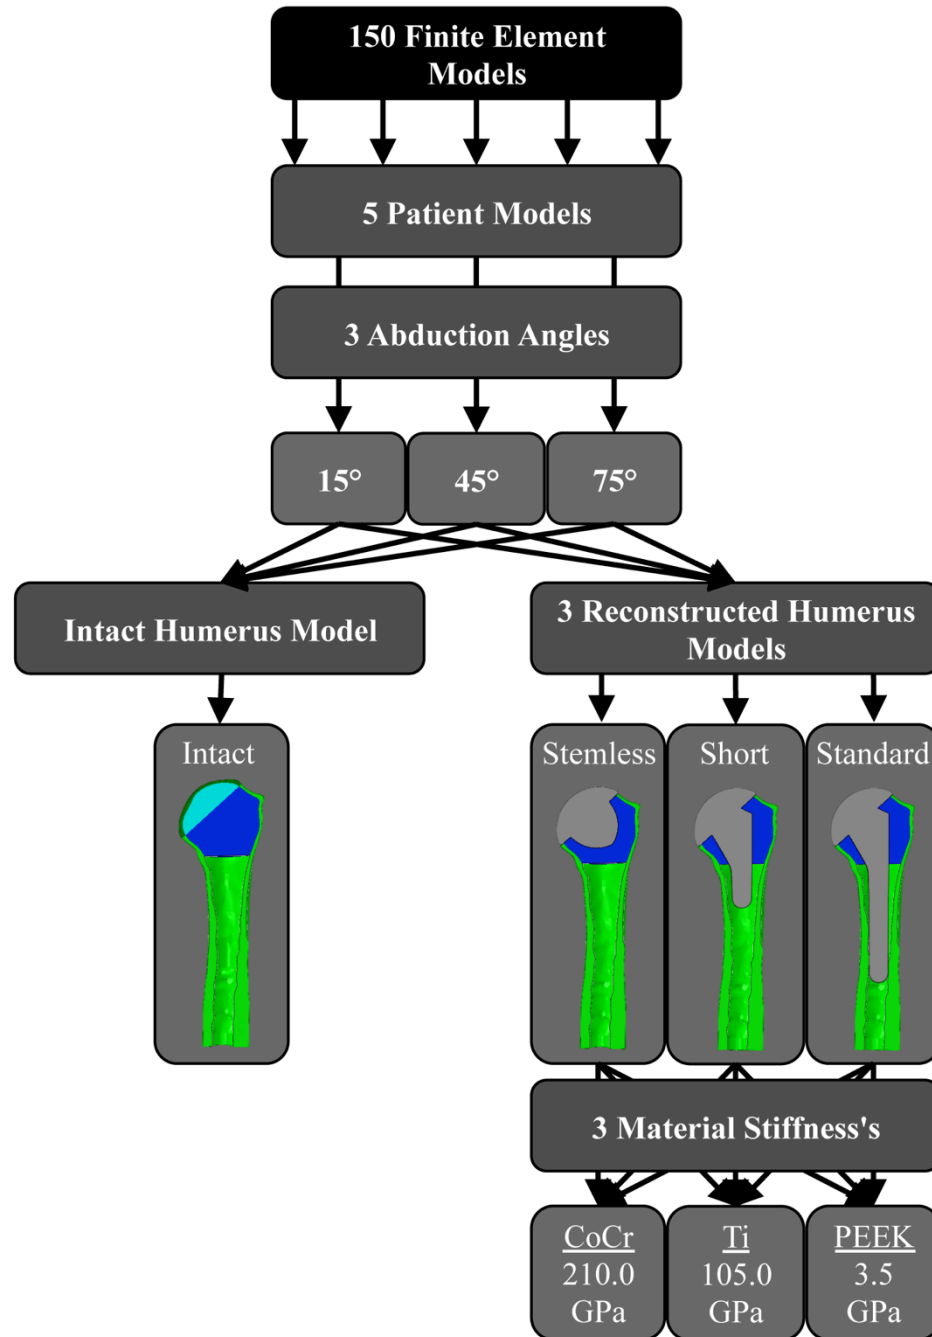 150 Finite Element
Models
5 Patient Models
3 Abduction Angles
15°
45°
75°
Intact Humerus Model
3 Reconstructed Humerus
Models
Intact
Stemless
Short
Standard
3 Material Stiffness's
CoCr
210.0
GPa
Ti
105.0
GPa
PEEK
3.5
GPa